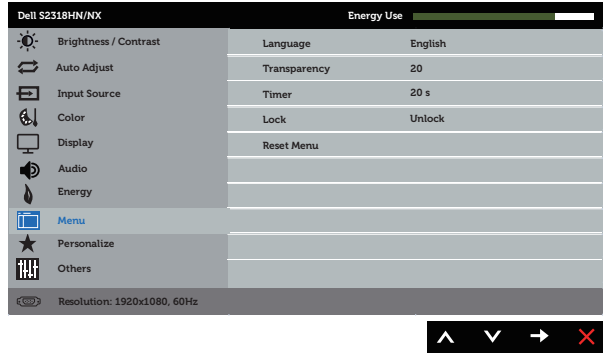 Dell S2318HN/NX Energy Use
Brightness / Contrast
Auto Adjust
Input Source
Color
Display
Audio
Energy
Menu
Personalize
Others
Language English
Transparency 20
Timer 20 s
Lock Unlock
Reset Menu
Resolution: 1920x1080, 60Hz